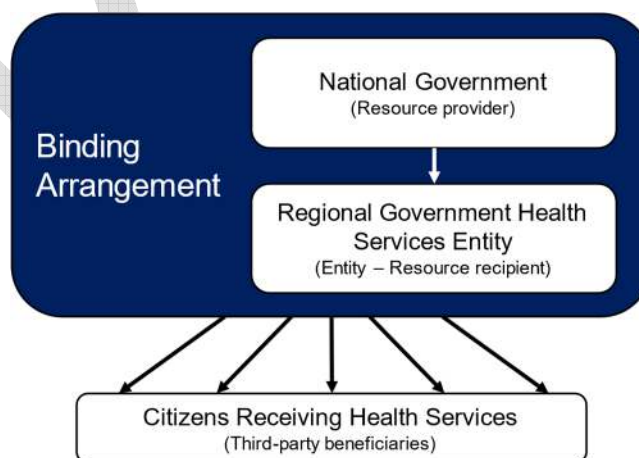 National Government
(Resource provider)
Binding
Arrangement
Regional Government Health
Services Entity
(Entity – Resource recipient)
Citizens Receiving Health Services
(Third-party beneficiaries)